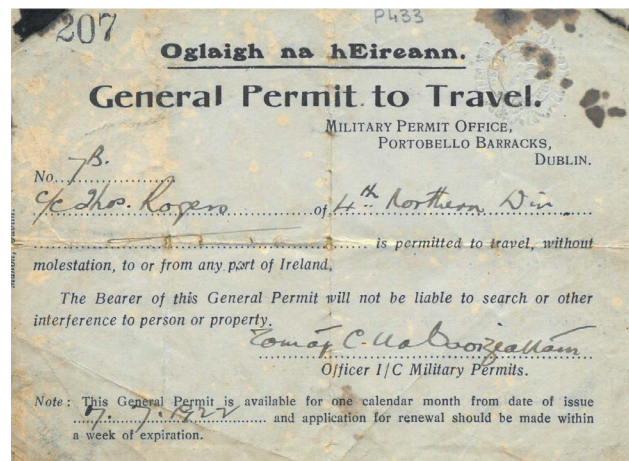 207
P433
Oglaigh na hEireann.
General Permit to Travel.
MILITARY PERMIT OFFICE,
PORTOBELLO BARRACKS,
DUBLIN.
No. 7B.
C/C Thos. Rogers of 4th Northern Div
is permitted to travel, without
molestation, to or from any part of Ireland,
The Bearer of this General Permit will not be liable to search or other
interference to person or property.
Tomáṡ C.
Officer I/C Military Permits.
Note: This General Permit is available for one calendar month from date of issue
7. 7. 1922 and application for renewal should be made within
a week of expiration.